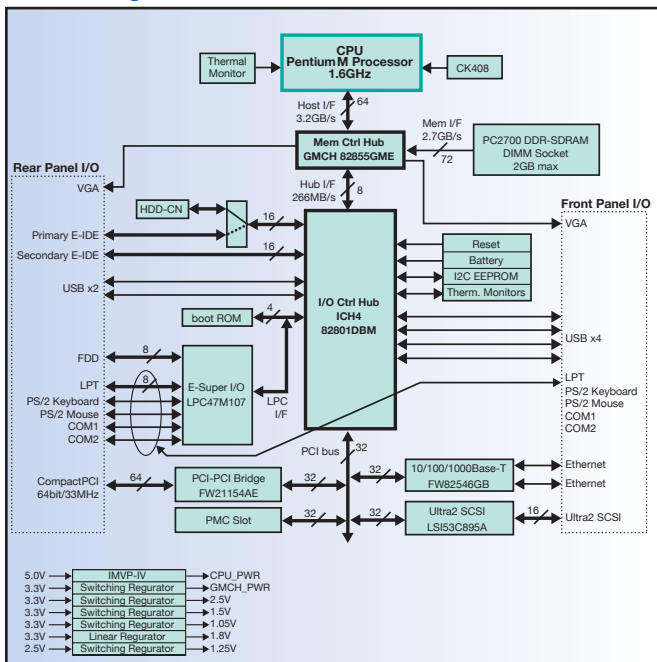 CPU
Pentium M Processor
1.6GHz
Thermal
Monitor
CK408
Host I/F
3.2GB/s
64
Mem Ctrl Hub
GMCH 82855GME
Mem I/F
2.7GB/s
72
PC2700 DDR-SDRAM
DIMM Socket
2GB max
Rear Panel I/O
VGA
Hub I/F
266MB/s
8
Front Panel I/O
VGA
HDD-CN
16
Primary E-IDE
Secondary E-IDE
16
USB x2
Reset
Battery
I2C EEPROM
Therm. Monitors
I/O Ctrl Hub
ICH4
82801DBM
boot ROM
4
USB x4
FDD
8
LPT
8
PS/2 Keyboard
PS/2 Mouse
COM1
COM2
E-Super I/O
LPC47M107
LPC
I/F
LPT
PS/2 Keyboard
PS/2 Mouse
COM1
COM2
PCI bus
32
CompactPCI
64bit/33MHz
64
PCI-PCI Bridge
FW21154AE
32
32
10/100/1000Base-T
FW82546GB
Ethernet
Ethernet
PMC Slot
32
32
Ultra2 SCSI
LSI53C895A
16
Ultra2 SCSI
5.0V IMVP-IV CPU_PWR
3.3V Switching Regurator GMCH_PWR
3.3V Switching Regurator 2.5V
3.3V Switching Regurator 1.5V
3.3V Switching Regurator 1.05V
3.3V Linear Regurator 1.8V
2.5V Switching Regurator 1.25V